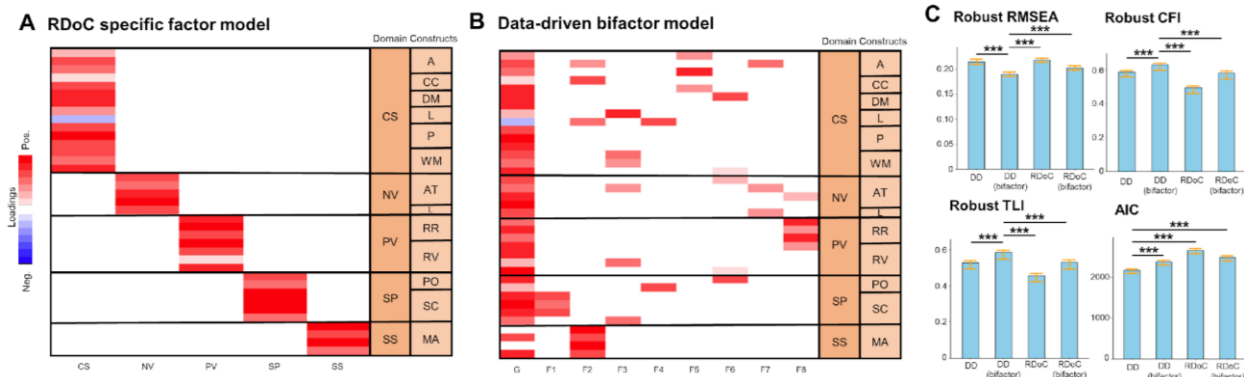 A RDoC specific factor model
Domain Constructs
Pos.
Loadings
Neg.
CS
A
CC
DM
L
P
WM
NV
AT
L
PV
RR
RV
SP
PO
SC
SS
MA
CS NV PV SP SS
B Data-driven bifactor model
Domain Constructs
CS
A
CC
DM
L
P
WM
NV
AT
L
PV
RR
RV
SP
PO
SC
SS
MA
G F1 F2 F3 F4 F5 F6 F7 F8
C
Robust RMSEA
***
***
***
0.20
0.15
0.10
0.05
0
DD DD (bifactor) RDoC RDoC (bifactor)
Robust CFI
***
***
***
0.6
0.4
0.2
0
DD DD (bifactor) RDoC RDoC (bifactor)
Robust TLI
***
***
***
0.6
0.4
0.2
0
DD DD (bifactor) RDoC RDoC (bifactor)
AIC
***
***
***
2000
1000
0
DD DD (bifactor) RDoC RDoC (bifactor)